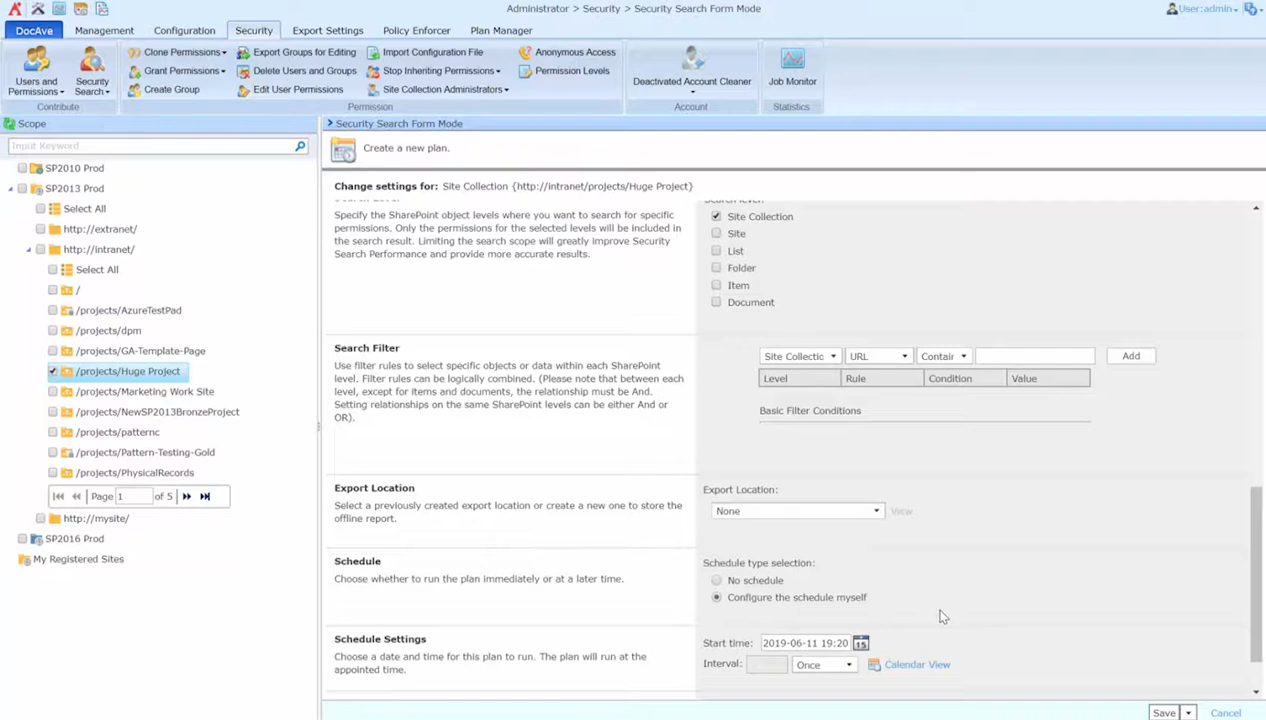 Administrator > Security > Security Search Form Mode
User:admin
DocAve Management Configuration Security Export Settings Policy Enforcer Plan Manager
Users and Permissions
Security Search
Contribute
Clone Permissions
Grant Permissions
Create Group
Export Groups for Editing
Delete Users and Groups
Edit User Permissions
Import Configuration File
Stop Inheriting Permissions
Site Collection Administrators
Anonymous Access
Permission Levels
Permission
Deactivated Account Cleaner
Account
Job Monitor
Statistics
Scope
Input Keyword...
SP2010 Prod
SP2013 Prod
Select All
http://extranet/
http://intranet/
Select All
/
/projects/AzureTestPad
/projects/dpm
/projects/GA-Template-Page
/projects/Huge Project
/projects/Marketing Work Site
/projects/NewSP2013BronzeProject
/projects/patternc
/projects/Pattern-Testing-Gold
/projects/PhysicalRecords
Page 1 of 5
http://mysite/
SP2016 Prod
My Registered Sites
Security Search Form Mode
Create a new plan.
Change settings for: Site Collection {http://intranet/projects/Huge Project}
Specify the SharePoint object levels where you want to search for specific
permissions. Only the permissions for the selected levels will be included in
the search result. Limiting the search scope will greatly improve Security
Search Performance and provide more accurate results.
Site Collection
Site
List
Folder
Item
Document
Search Filter
Use filter rules to select specific objects or data within each SharePoint
level. Filter rules can be logically combined. (Please note that between each
level, except for items and documents, the relationship must be And.
Setting relationships on the same SharePoint levels can be either And or
OR).
Site Collectic URL Contair Add
Level Rule Condition Value
Basic Filter Conditions
Export Location
Select a previously created export location or create a new one to store the
offline report.
Export Location:
None View
Schedule
Choose whether to run the plan immediately or at a later time.
Schedule type selection:
No schedule
Configure the schedule myself
Schedule Settings
Choose a date and time for this plan to run. The plan will run at the
appointed time.
Start time: 2019-06-11 19:20 15
Interval: Once Calendar View
Save Cancel